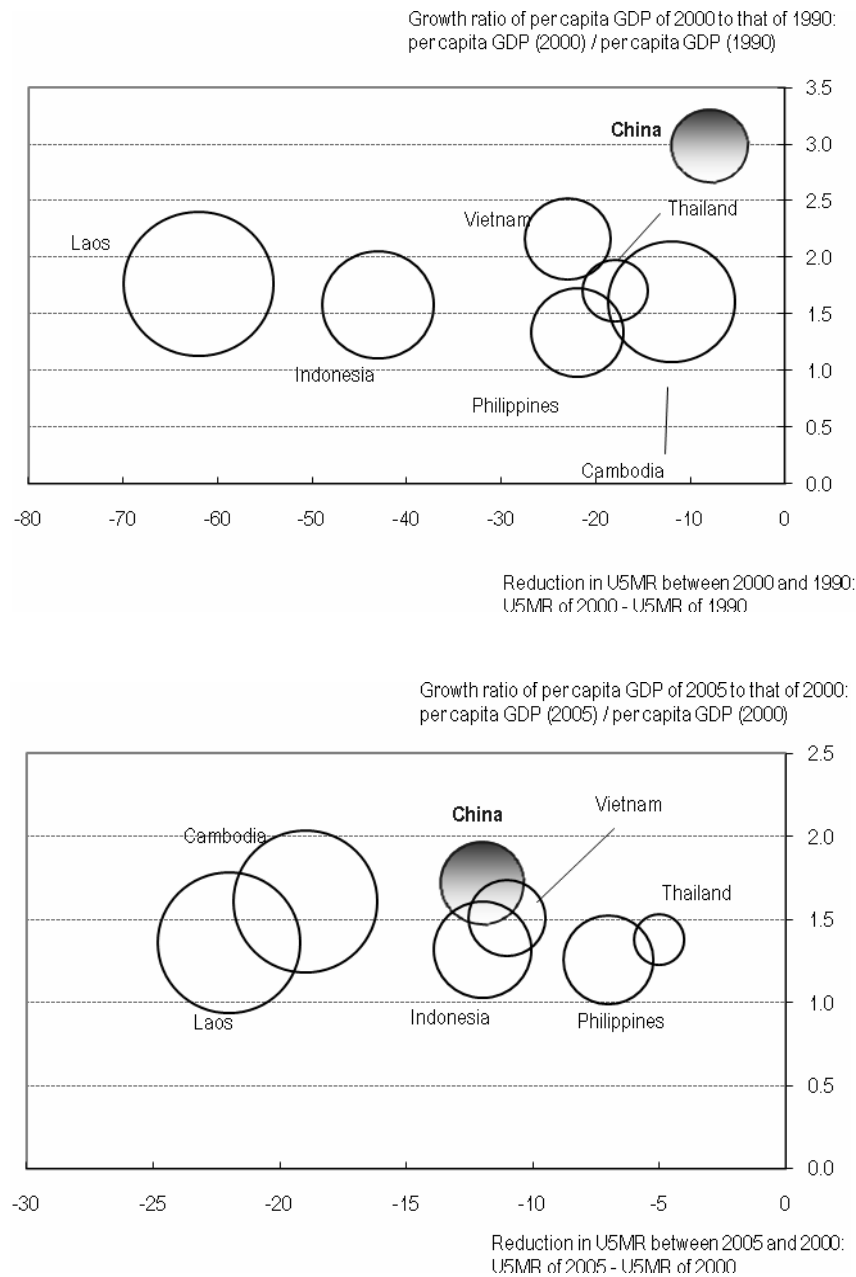 Growth ratio of per capita GDP of 2000 to that of 1990:
per capita GDP (2000) / per capita GDP (1990)
3.5
China
3.0
Thailand
2.5
Vietnam
Laos
2.0
1.5
Indonesia
1.0
Philippines
0.5
Cambodia
0.0
-80 -70 -60 -50 -40 -30 -20 -10 0
Reduction in U5MR between 2000 and 1990:
U5MR of 2000 - U5MR of 1990
Growth ratio of per capita GDP of 2005 to that of 2000:
per capita GDP (2005) / per capita GDP (2000)
2.5
Vietnam
China
Cambodia
2.0
Thailand
1.5
Laos
Indonesia
Philippines
1.0
0.5
0.0
-30 -25 -20 -15 -10 -5 0
Reduction in U5MR between 2005 and 2000:
U5MR of 2005 - U5MR of 2000